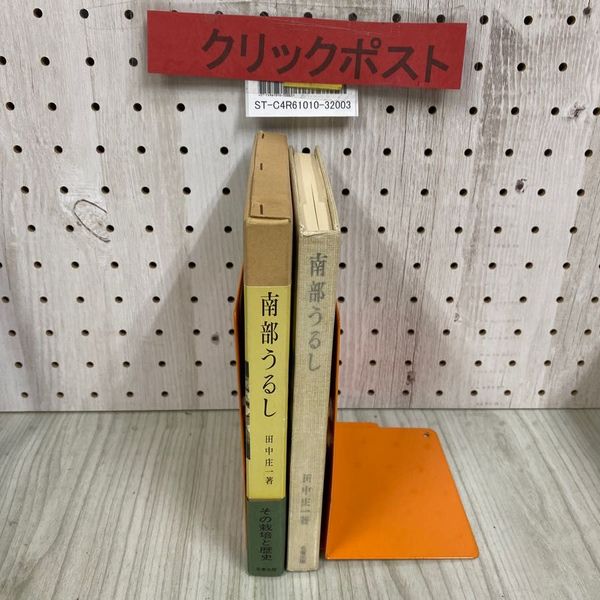 クリックポスト
ST-C4R61010-32003
南部うるし
田中庄一著
その栽培と歴史
南部うるし
田中庄一著